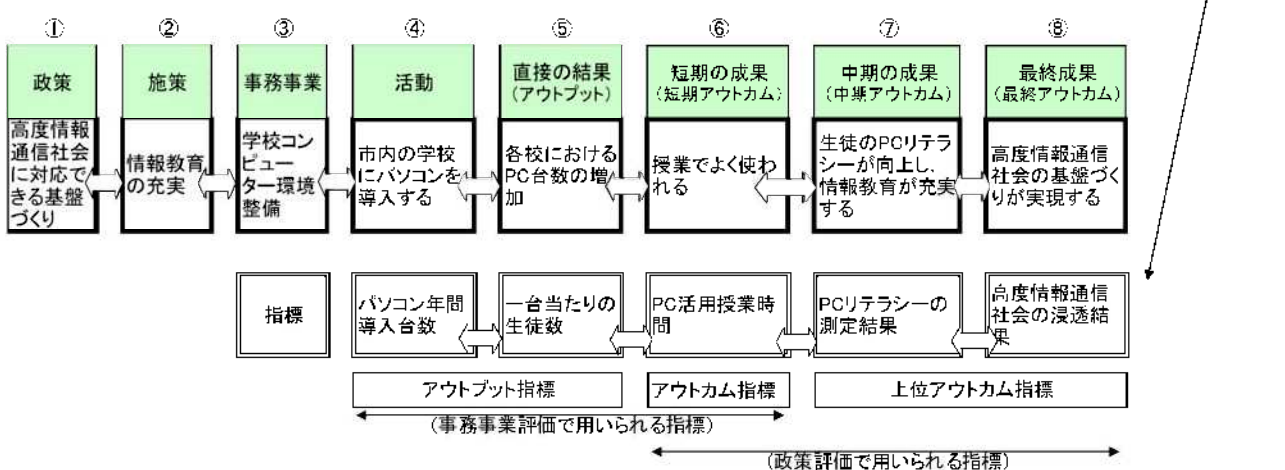 ① ② ③ ④ ⑤ ⑥ ⑦ ⑧
政策
施策
事務事業
活動
直接の結果
(アウトプット)
短期の成果
(短期アウトカム)
中期の成果
(中期アウトカム)
最終成果
(最終アウトカム)
高度情報
通信社会
に対応で
きる基盤
づくり
情報教育
の充実
学校コン
ピュー
ター環境
整備
市内の学校
にパソコンを
導入する
各校における
PC台数の増
加
授業でよく使わ
れる
生徒のPCリテラ
シーが向上し、
情報教育が充実
する
高度情報通信
社会の基盤づく
りが実現する
指標
パソコン年間
導入台数
一台当たりの
生徒数
PC活用授業時
間
PCリテラシーの
測定結果
高度情報通信
社会の浸透結
果
アウトプット指標
アウトカム指標
上位アウトカム指標
(事務事業評価で用いられる指標)
(政策評価で用いられる指標)